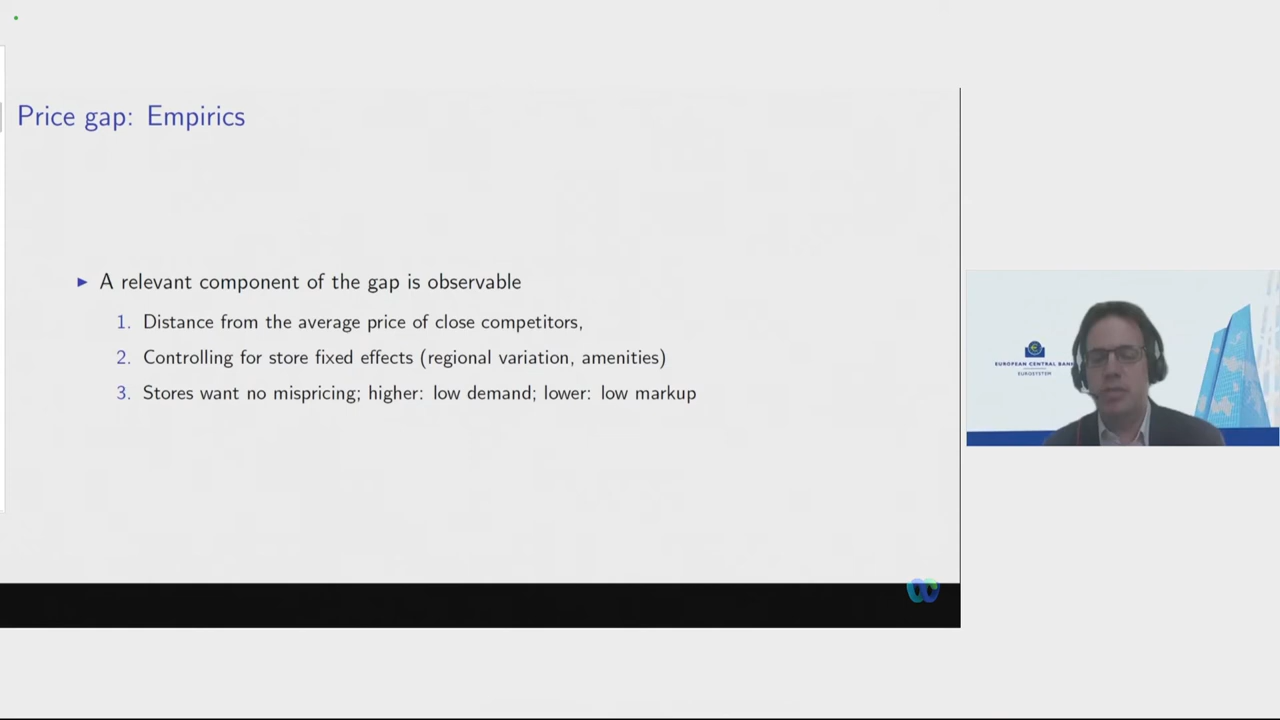 Price gap: Empirics
▶ A relevant component of the gap is observable
1. Distance from the average price of close competitors,
2. Controlling for store fixed effects (regional variation, amenities)
3. Stores want no mispricing; higher: low demand; lower: low markup
EUROPEAN CENTRAL BANK
EUROSYSTEM